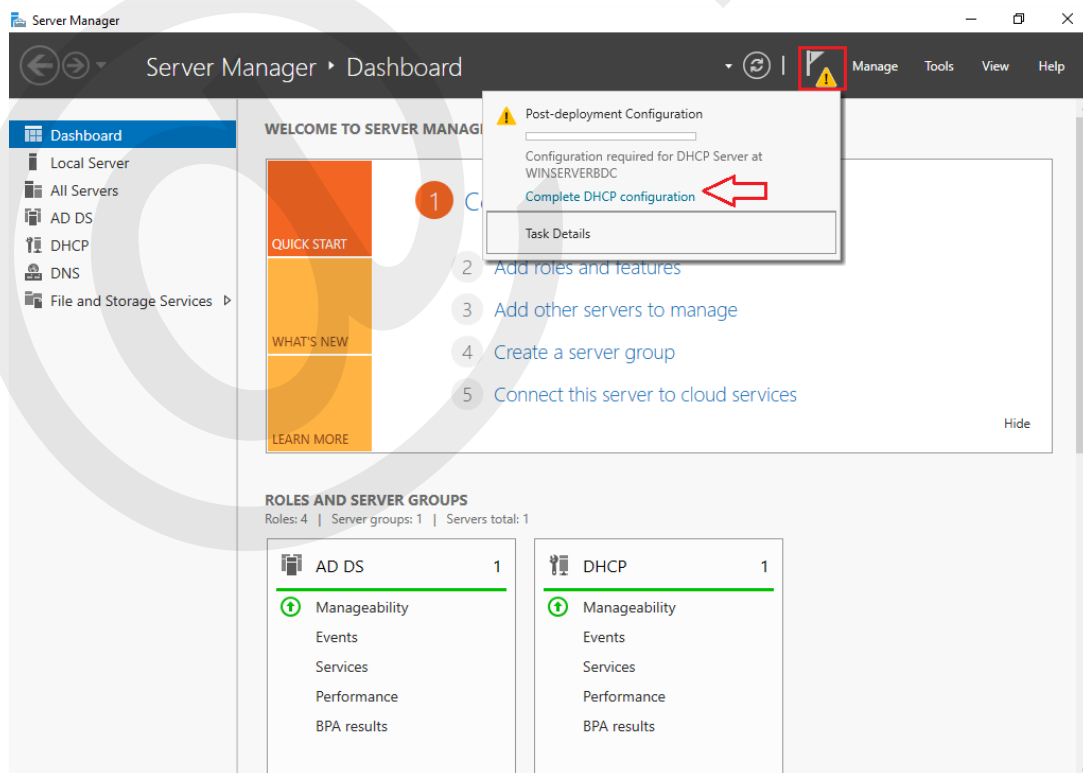 Server Manager
Server Manager • Dashboard
Manage Tools View Help
Dashboard
Local Server
All Servers
AD DS
DHCP
DNS
File and Storage Services
WELCOME TO SERVER MANAG
Post-deployment Configuration
Configuration required for DHCP Server at
WINSERVERBDC
Complete DHCP configuration
Task Details
QUICK START
WHAT'S NEW
LEARN MORE
1 C
2 Add roles and features
3 Add other servers to manage
4 Create a server group
5 Connect this server to cloud services
Hide
ROLES AND SERVER GROUPS
Roles: 4 | Server groups: 1 | Servers total: 1
AD DS 1
Manageability
Events
Services
Performance
BPA results
DHCP 1
Manageability
Events
Services
Performance
BPA results